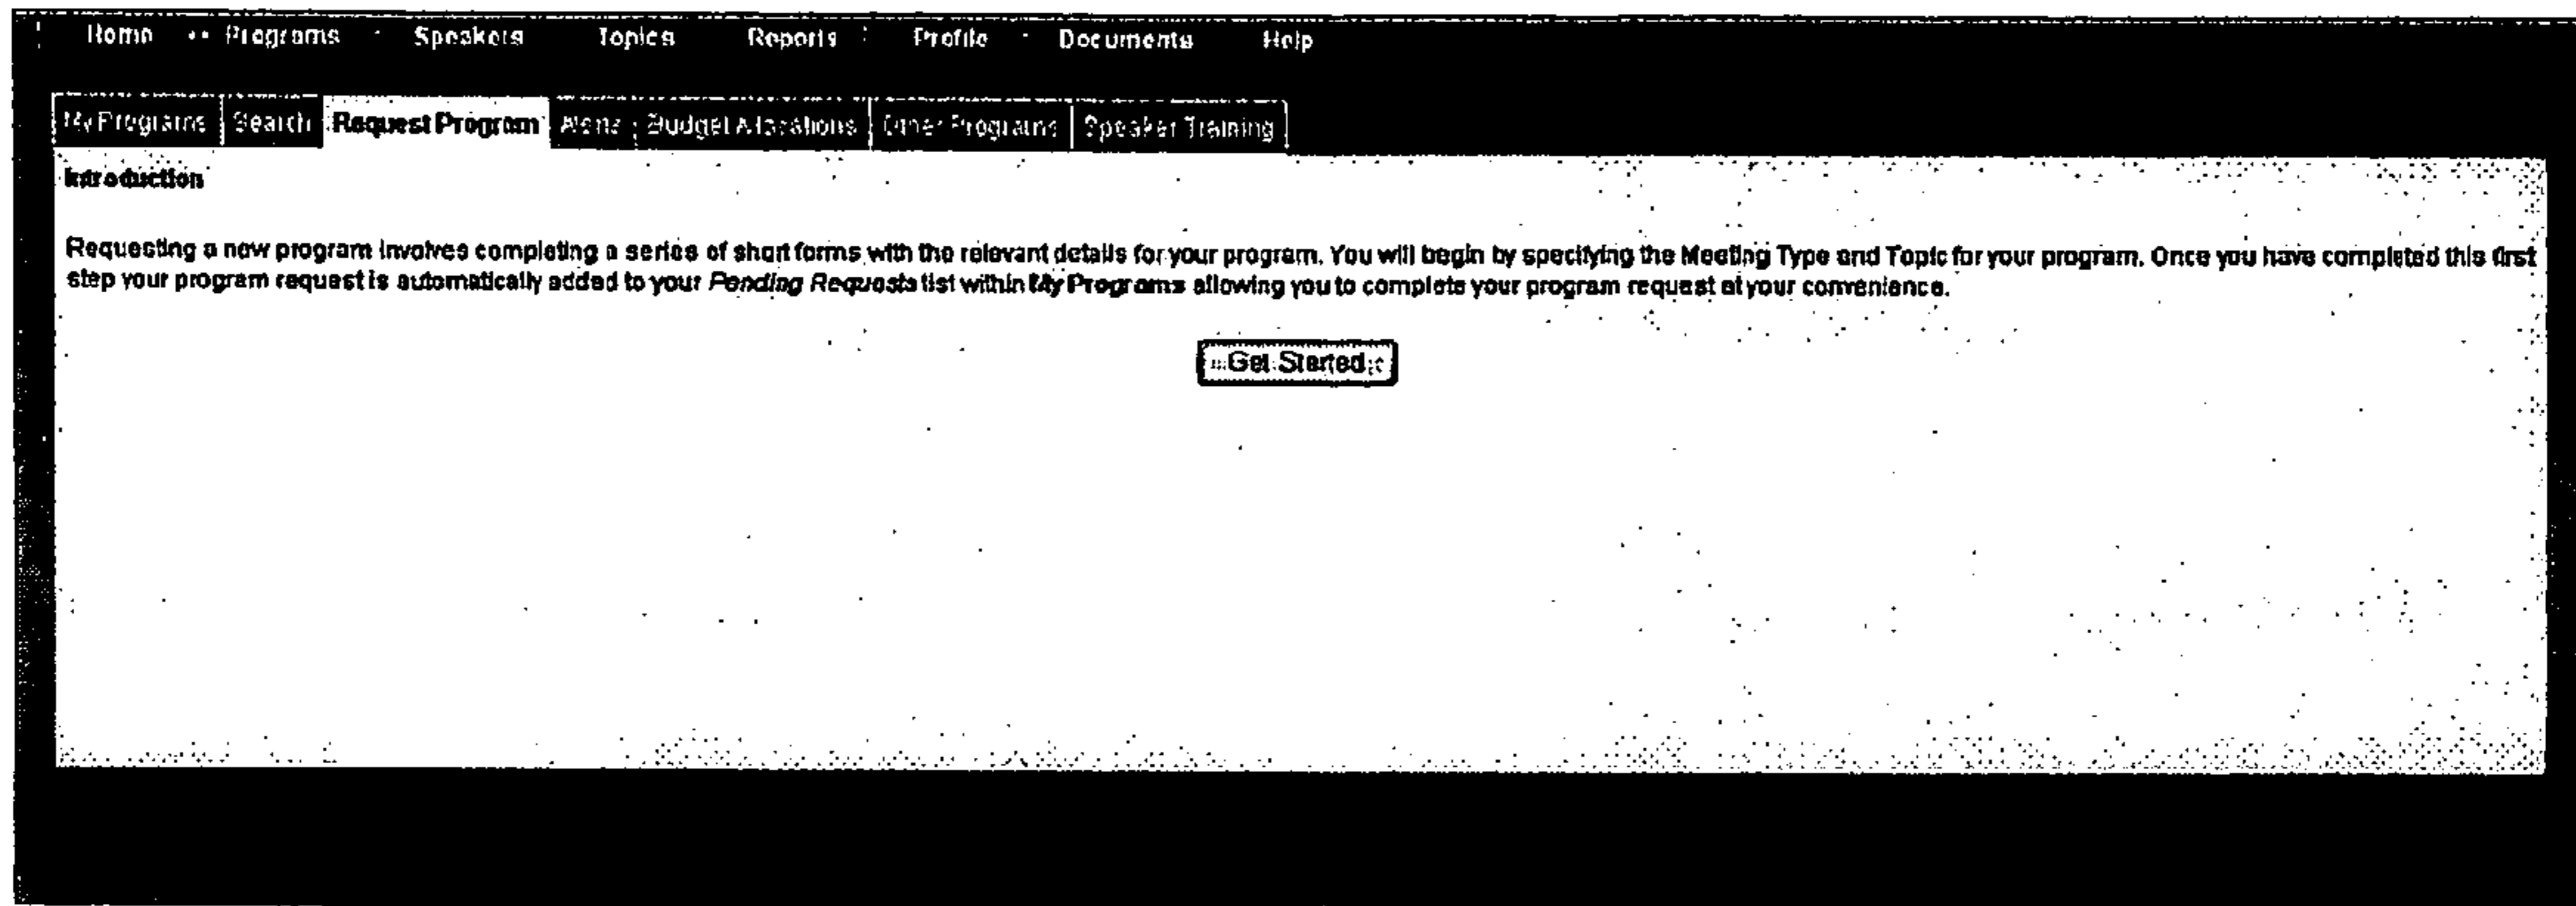 Home Programs Speakers Topics Reports Profile Documents Help
My Programs Search Request Program Alerts Budget Allocations Other Programs Speaker Training
Introduction
Requesting a new program involves completing a series of short forms with the relevant details for your program. You will begin by specifying the Meeting Type and Topic for your program. Once you have completed this first
step your program request is automatically added to your Pending Requests list within My Programs allowing you to complete your program request at your convenience.
Get Started